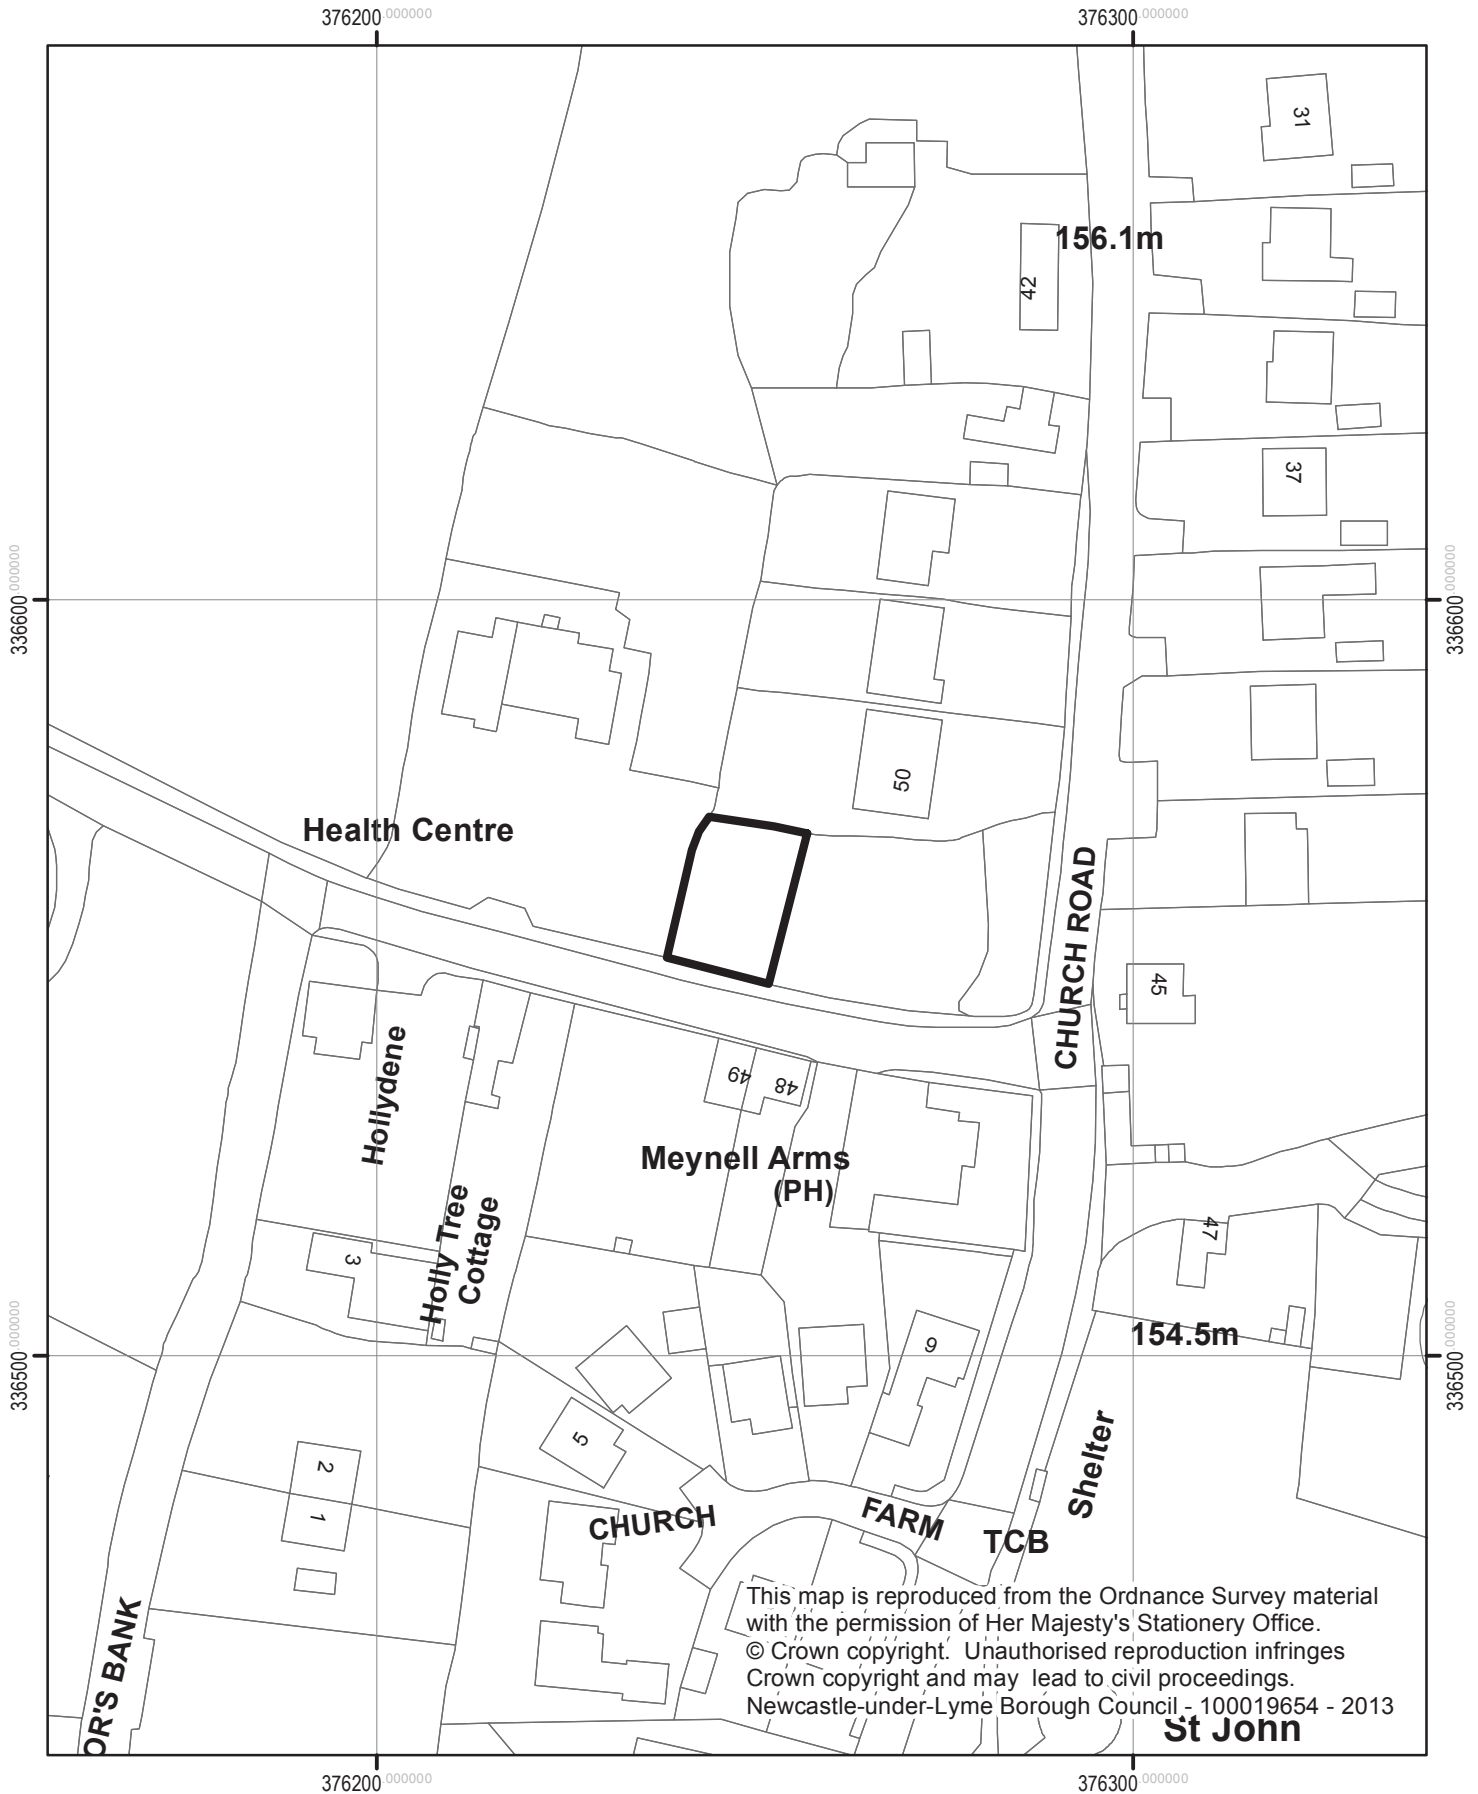 376200.000000
376300.000000
31
156.1m
42
37
336600.000000
336600.000000
50
Health Centre
CHURCH ROAD
45
Hollydene
49
48
Meynell Arms
(PH)
Holly Tree
Cottage
3
47
154.5m
9
336500.000000
336500.000000
5
2
1
Shelter
CHURCH
FARM
TCB
OR'S BANK
This map is reproduced from the Ordnance Survey material
with the permission of Her Majesty's Stationery Office.
© Crown copyright. Unauthorised reproduction infringes
Crown copyright and may lead to civil proceedings.
Newcastle-under-Lyme Borough Council - 100019654 - 2013
St John
376200.000000
376300.000000